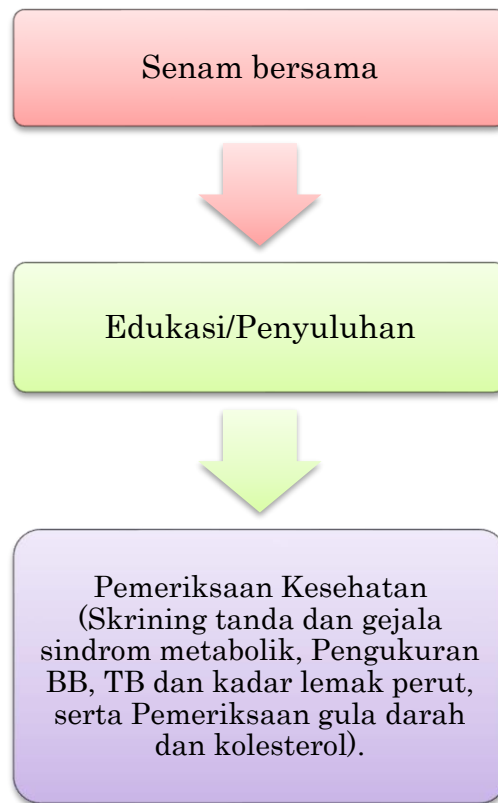 Senam bersama
Edukasi/Penyuluhan
Pemeriksaan Kesehatan
(Skrining tanda dan gejala
sindrom metabolik, Pengukuran
BB, TB dan kadar lemak perut,
serta Pemeriksaan gula darah
dan kolesterol).